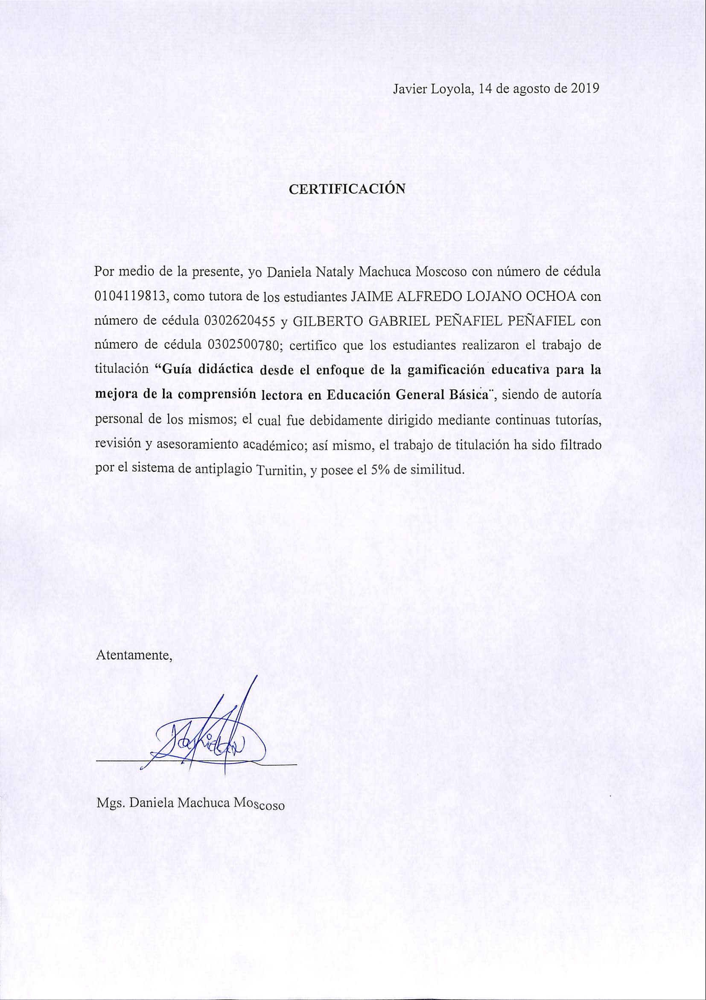 Javier Loyola, 14 de agosto de 2019
CERTIFICACIÓN
Por medio de la presente, yo Daniela Nataly Machuca Moscoso con número de cédula
0104119813, como tutora de los estudiantes JAIME ALFREDO LOJANO OCHOA con
número de cédula 0302620455 y GILBERTO GABRIEL PEÑAFIEL PEÑAFIEL con
número de cédula 0302500780; certifico que los estudiantes realizaron el trabajo de
titulación “Guía didáctica desde el enfoque de la gamificación educativa para la
mejora de la comprensión lectora en Educación General Básica¨, siendo de autoría
personal de los mismos; el cual fue debidamente dirigido mediante continuas tutorías,
revisión y asesoramiento académico; así mismo, el trabajo de titulación ha sido filtrado
por el sistema de antiplagio Turnitin, y posee el 5% de similitud.
Atentamente,
Mgs. Daniela Machuca Moscoso